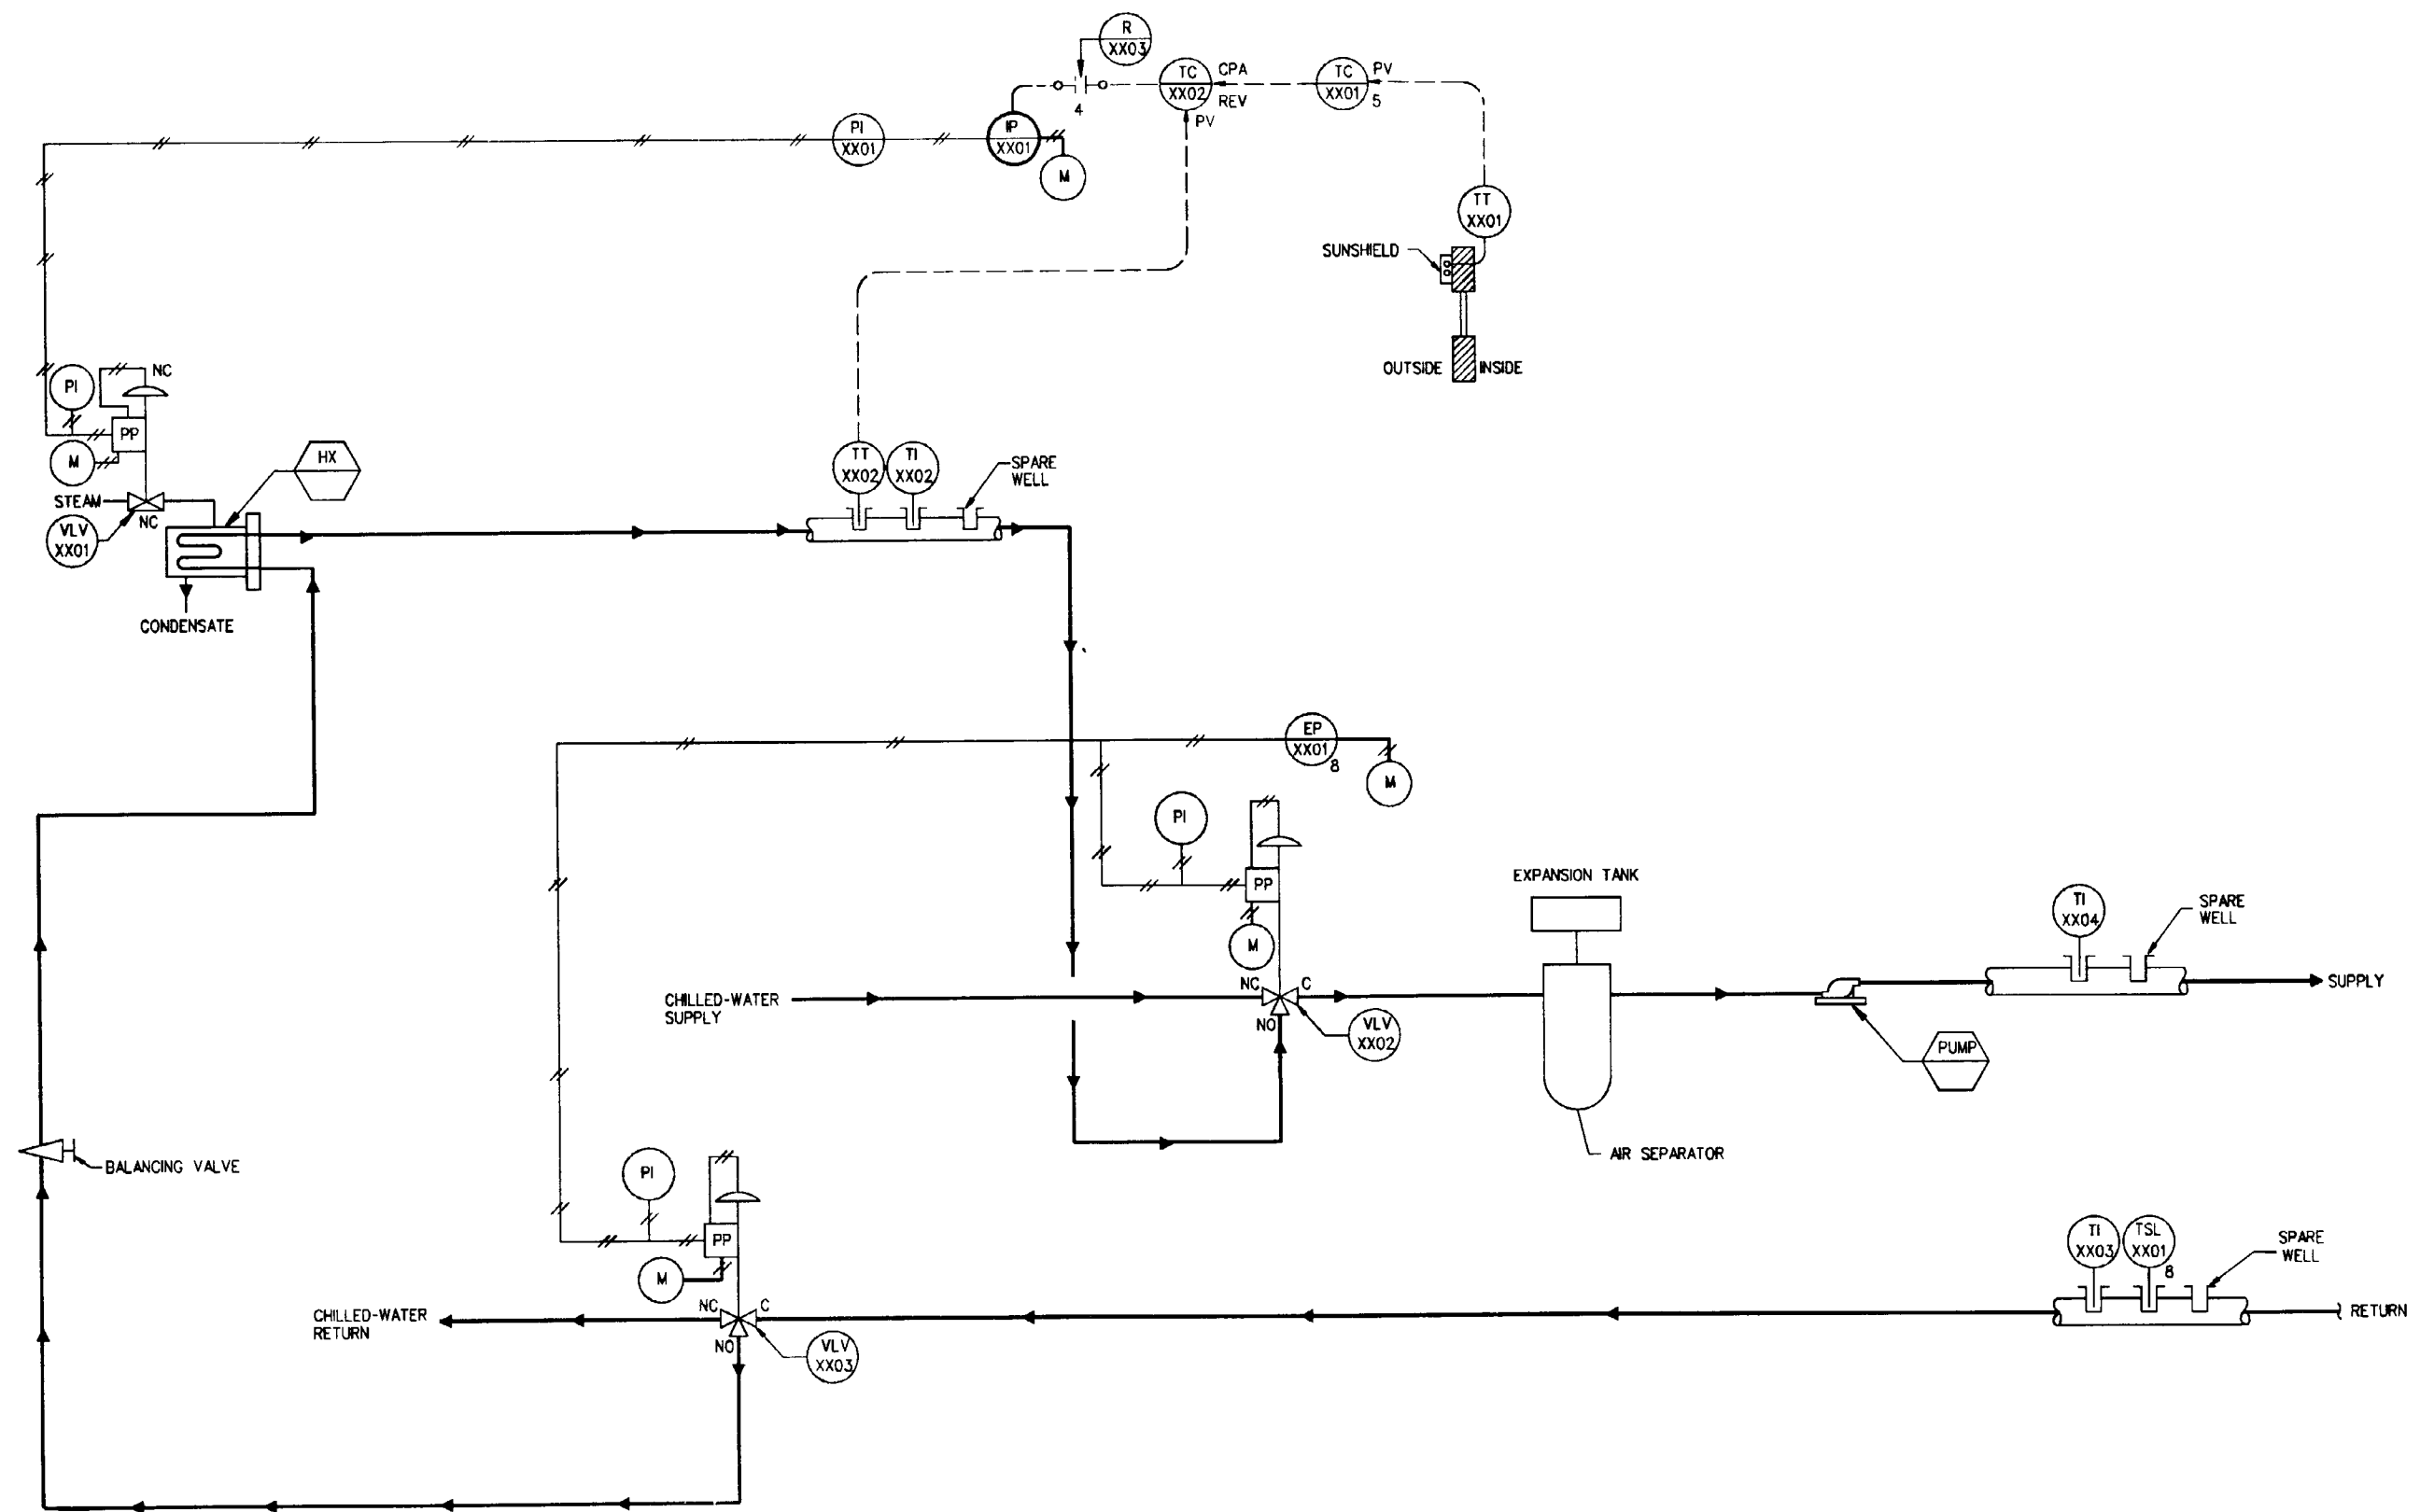 R
XX03
TC
XX02
CPA
REV
PV
TC
XX01
PV
5
4
PI
XX01
IP
XX01
M
TT
XX01
SUNSHIELD
OUTSIDE
INSIDE
NC
PI
PP
M
HX
STEAM
NC
VLV
XX01
CONDENSATE
TT
XX02
TI
XX02
SPARE
WELL
EP
XX01
8
M
PI
PP
M
EXPANSION TANK
TI
XX04
SPARE
WELL
CHILLED-WATER
SUPPLY
NC
C
NO
VLV
XX02
SUPPLY
PUMP
AIR SEPARATOR
BALANCING VALVE
PI
PP
M
TI
XX03
TSL
XX01
8
SPARE
WELL
CHILLED-WATER
RETURN
NC
C
NO
VLV
XX03
RETURN